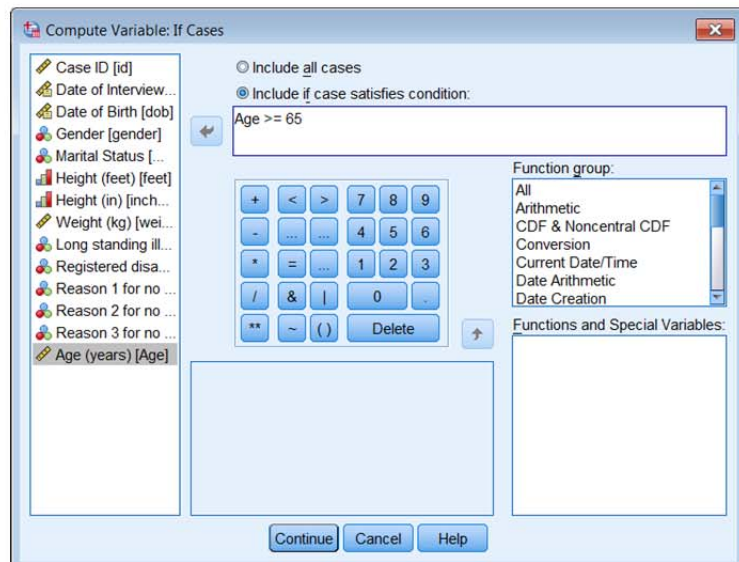 Compute Variable: If Cases
Case ID [id]
Date of Interview...
Date of Birth [dob]
Gender [gender]
Marital Status [...
Height (feet) [feet]
Height (in) [inch...
Weight (kg) [wei...
Long standing ill...
Registered disa...
Reason 1 for no ...
Reason 2 for no ...
Reason 3 for no ...
Age (years) [Age]
Include all cases
Include if case satisfies condition:
Age >= 65
+ < > 7 8 9
- ... ... 4 5 6
* = ... 1 2 3
/ & | 0 .
** ~ ( ) Delete
Function group:
All
Arithmetic
CDF & Noncentral CDF
Conversion
Current Date/Time
Date Arithmetic
Date Creation
Functions and Special Variables:
Continue Cancel Help